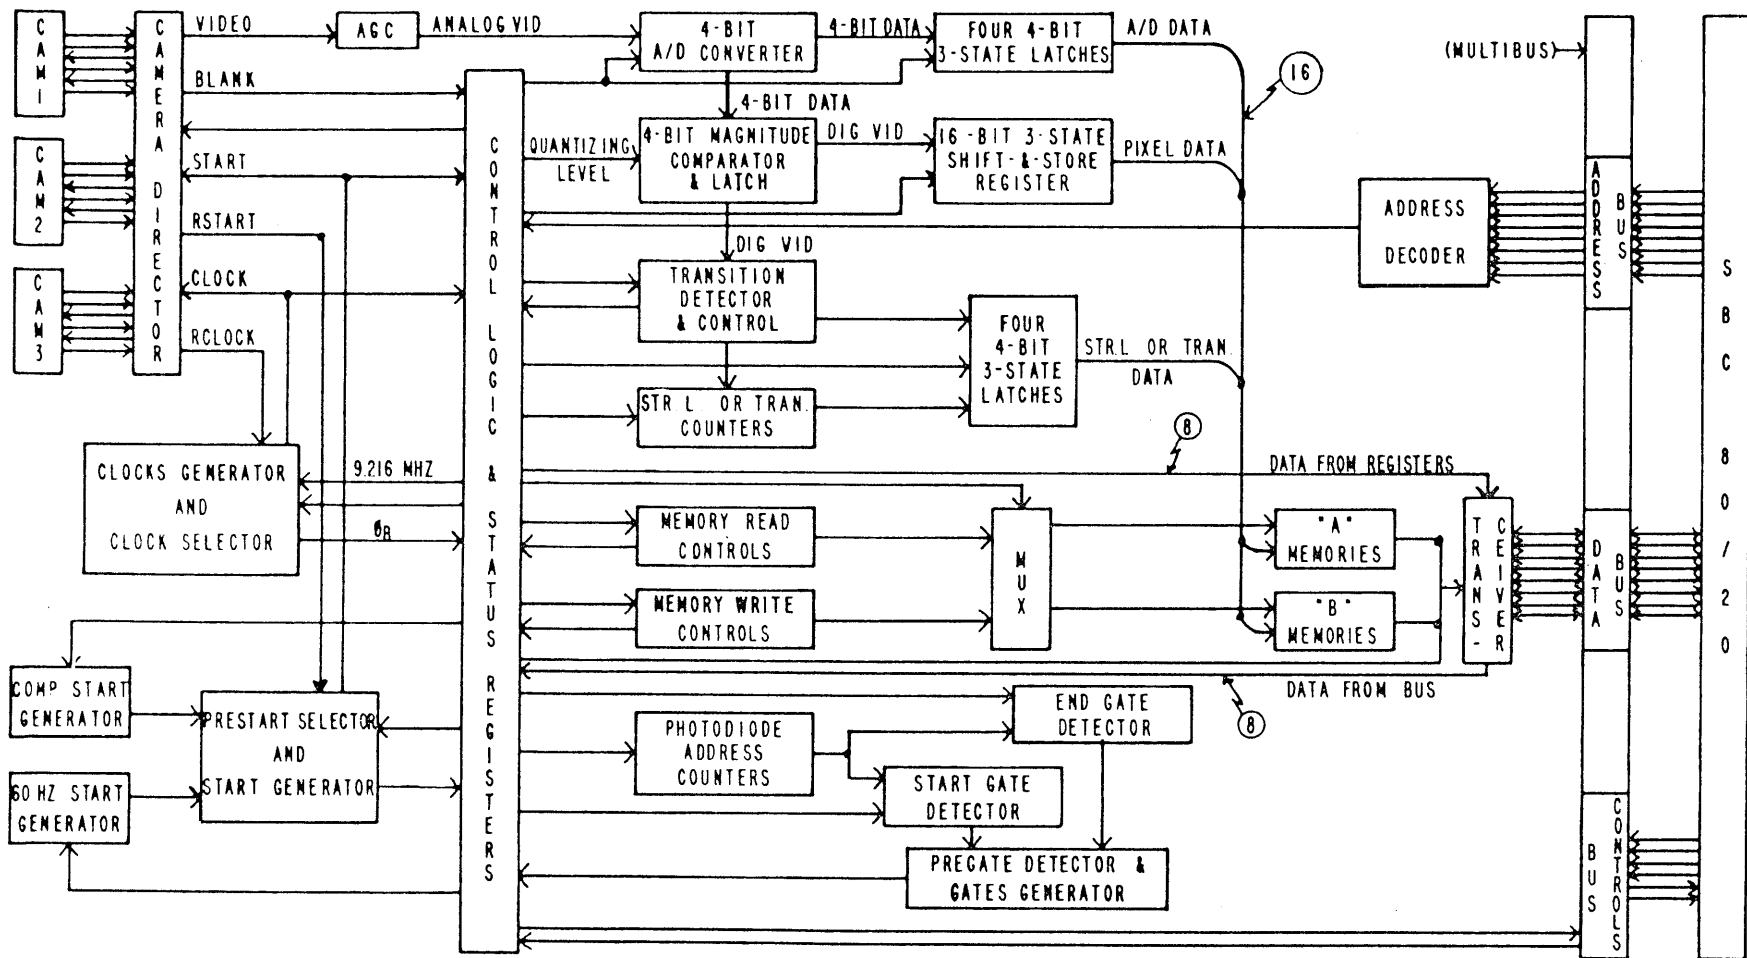 CAM1
CAM2
CAM3
CAMERA DIRECTOR
VIDEO
BLANK
START
RSTART
CLOCK
RCLOCK
AGC
ANALOG VID
4-BIT
A/D CONVERTER
4-BIT DATA
FOUR 4-BIT
3-STATE LATCHES
A/D DATA
16
(MULTIBUS)
4-BIT DATA
QUANTIZING
LEVEL
4-BIT MAGNITUDE
COMPARATOR
& LATCH
DIG VID
16-BIT 3-STATE
SHIFT-&-STORE
REGISTER
PIXEL DATA
ADDRESS
DECODER
ADDRESS
BUS
SBC 80/20
CONTROL LOGIC & STATUS REGISTERS
DIG VID
TRANSITION
DETECTOR
& CONTROL
FOUR
4-BIT
3-STATE
LATCHES
STR.L OR TRAN.
DATA
STR.L. OR TRAN.
COUNTERS
CLOCKS GENERATOR
AND
CLOCK SELECTOR
9.216 MHZ
ØR
8
DATA FROM REGISTERS
MEMORY READ
CONTROLS
MEMORY WRITE
CONTROLS
MUX
"A"
MEMORIES
"B"
MEMORIES
TRANS-
CEIVER
DATA
BUS
DATA FROM BUS
8
COMP START
GENERATOR
60 HZ START
GENERATOR
PRESTART SELECTOR
AND
START GENERATOR
PHOTODIODE
ADDRESS
COUNTERS
END GATE
DETECTOR
START GATE
DETECTOR
PREGATE DETECTOR &
GATES GENERATOR
BUS
CONTROLS